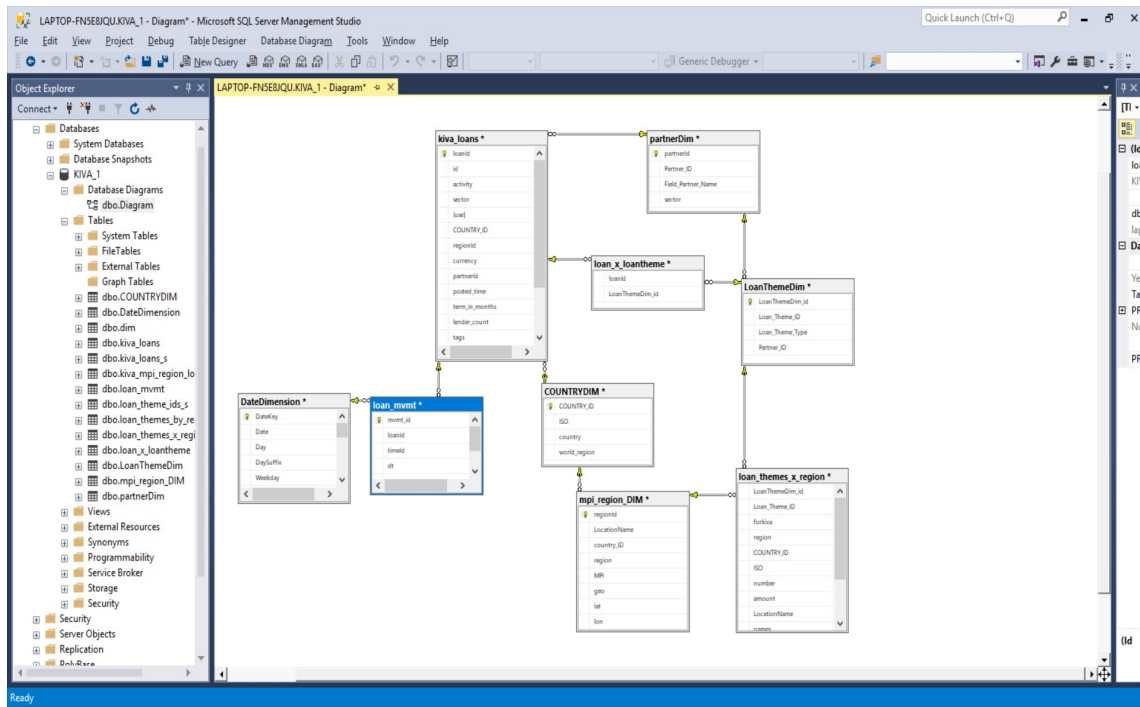 LAPTOP-FN5E8JQU.KIVA_1 - Diagram* - Microsoft SQL Server Management Studio
Quick Launch (Ctrl+Q)
File Edit View Project Debug Table Designer Database Diagram Tools Window Help
New Query
Generic Debugger
Object Explorer
LAPTOP-FN5E8JQU.KIVA_1 - Diagram*
Connect
Databases
System Databases
Database Snapshots
KIVA_1
Database Diagrams
dbo.Diagram
Tables
System Tables
FileTables
External Tables
Graph Tables
dbo.COUNTRYDIM
dbo.DateDimension
dbo.dim
dbo.kiva_loans
dbo.kiva_loans_s
dbo.kiva_mpi_region_lo
dbo.loan_mvmt
dbo.loan_theme_ids_s
dbo.loan_themes_by_re
dbo.loan_themes_x_regi
dbo.loan_x_loantheme
dbo.LoanThemeDim
dbo.mpi_region_DIM
dbo.partnerDim
Views
External Resources
Synonyms
Programmability
Service Broker
Storage
Security
Security
Server Objects
Replication
PolyBase
kiva_loans *
loanId
id
activity
sector
[use]
COUNTRY_ID
regionId
currency
partnerId
posted_time
term_in_months
lender_count
tags
partnerDim *
partnerId
Partner_ID
Field_Partner_Name
sector
loan_x_loantheme *
loanId
LoanThemeDim_id
LoanThemeDim *
LoanThemeDim_id
Loan_Theme_ID
Loan_Theme_Type
Partner_ID
DateDimension *
DateKey
Date
Day
DaySuffix
Weekday
loan_mvmt *
mvmt_id
loanId
timeId
dt
COUNTRYDIM *
COUNTRY_ID
ISO
country
world_region
mpi_region_DIM *
regionId
LocationName
country_ID
region
MPI
geo
lat
lon
loan_themes_x_region *
LoanThemeDim_id
Loan_Theme_ID
forkiva
region
COUNTRY_ID
ISO
number
amount
LocationName
names
(Id
Ready